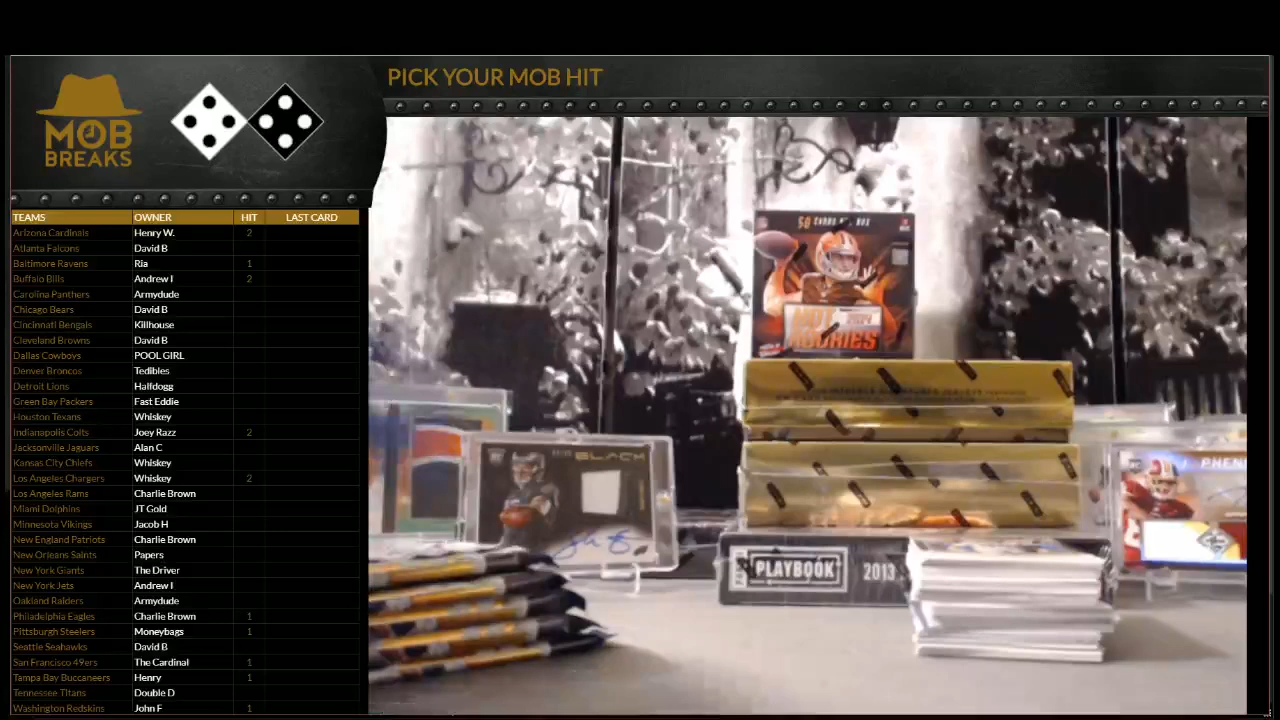 PICK YOUR MOB HIT
MOB
BREAKS
TEAMS OWNER HIT LAST CARD
Arizona Cardinals Henry W. 2
Atlanta Falcons David B
Baltimore Ravens Ria 1
Buffalo Bills Andrew I 2
Carolina Panthers Armydude
Chicago Bears David B
Cincinnati Bengals Killhouse
Cleveland Browns David B
Dallas Cowboys POOL GIRL
Denver Broncos Tedibles
Detroit Lions Halfdogg
Green Bay Packers Fast Eddie
Houston Texans Whiskey
Indianapolis Colts Joey Razz 2
Jacksonville Jaguars Alan C
Kansas City Chiefs Whiskey
Los Angeles Chargers Whiskey 2
Los Angeles Rams Charlie Brown
Miami Dolphins JT Gold
Minnesota Vikings Jacob H
New England Patriots Charlie Brown
New Orleans Saints Papers
New York Giants The Driver
New York Jets Andrew I
Oakland Raiders Armydude
Philadelphia Eagles Charlie Brown 1
Pittsburgh Steelers Moneybags 1
Seattle Seahawks David B
San Francisco 49ers The Cardinal 1
Tampa Bay Buccaneers Henry 1
Tennessee Titans Double D
Washington Redskins John F 1
50 CARDS PER BOX
HOT
ROOKIES
BLACK
RC
PLAYBOOK 2013
RC PHEN